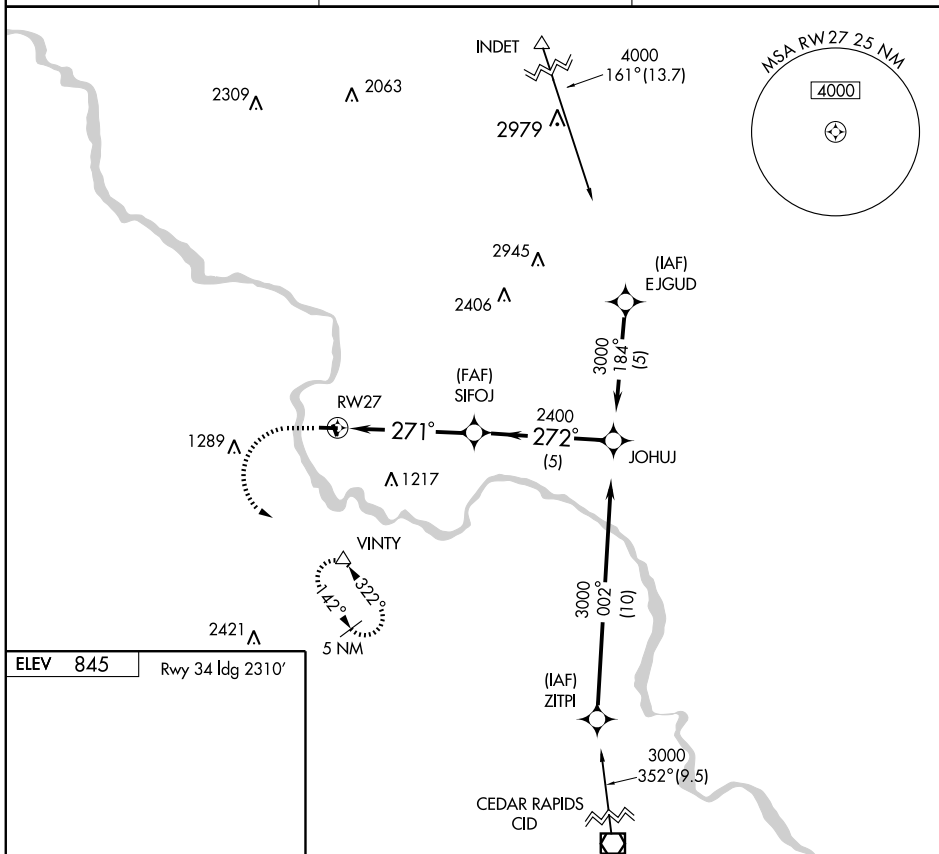 INDET
4000
161°(13.7)
MSA RW27 25 NM
4000
2309
2063
2979
2945
2406
(IAF)
EJGUD
3000
184°
(5)
(FAF)
SIFOJ
RW27
271°
2400
272°
(5)
JOHUJ
1289
1217
VINTY
322°
142°
5 NM
3000
002°
(10)
2421
ELEV 845
Rwy 34 ldg 2310'
(IAF)
ZITPI
3000
352°(9.5)
CEDAR RAPIDS
CID